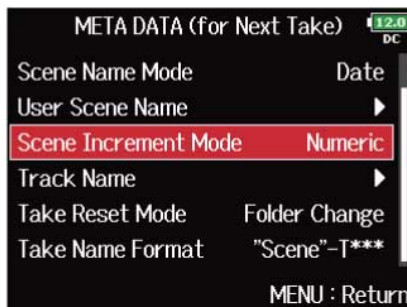 META DATA (for Next Take) 12.0
DC
Scene Name Mode Date
User Scene Name
Scene Increment Mode Numeric
Track Name
Take Reset Mode Folder Change
Take Name Format "Scene"-T***
MENU : Return